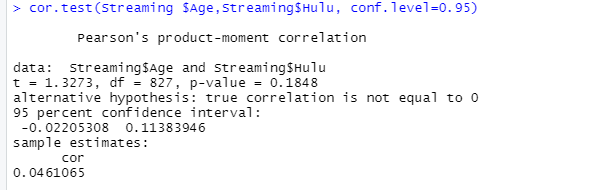 > cor.test(Streaming $Age,Streaming$Hulu, conf.level=0.95)
Pearson's product-moment correlation
data:  Streaming$Age and Streaming$Hulu
t = 1.3273, df = 827, p-value = 0.1848
alternative hypothesis: true correlation is not equal to 0
95 percent confidence interval:
-0.02205308  0.11383946
sample estimates:
cor
0.0461065